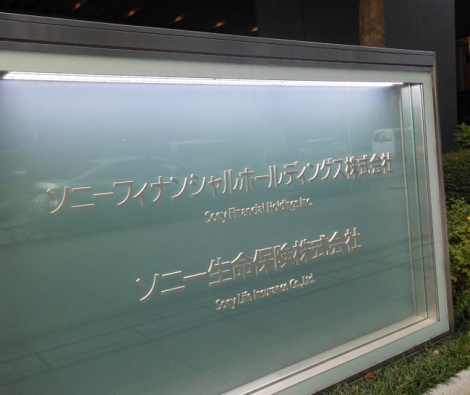 ソニーフィナンシャルホールディングス株式会社
Sony Financial Holdings Inc.
ソニー生命保険株式会社
Sony Life Insurance Co., Ltd.